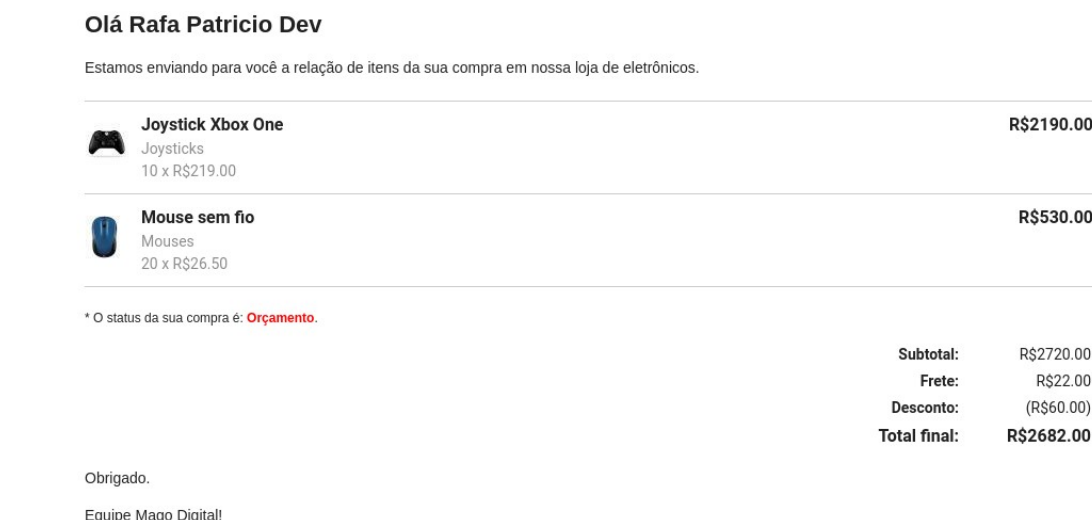 Olá Rafa Patricio Dev
Estamos enviando para você a relação de itens da sua compra em nossa loja de eletrônicos.
Joystick Xbox One R$2190.00
Joysticks
10 x R$219.00
Mouse sem fio R$530.00
Mouses
20 x R$26.50
* O status da sua compra é: Orçamento.
Subtotal: R$2720.00
Frete: R$22.00
Desconto: (R$60.00)
Total final: R$2682.00
Obrigado.
Equipe Mago Digital!